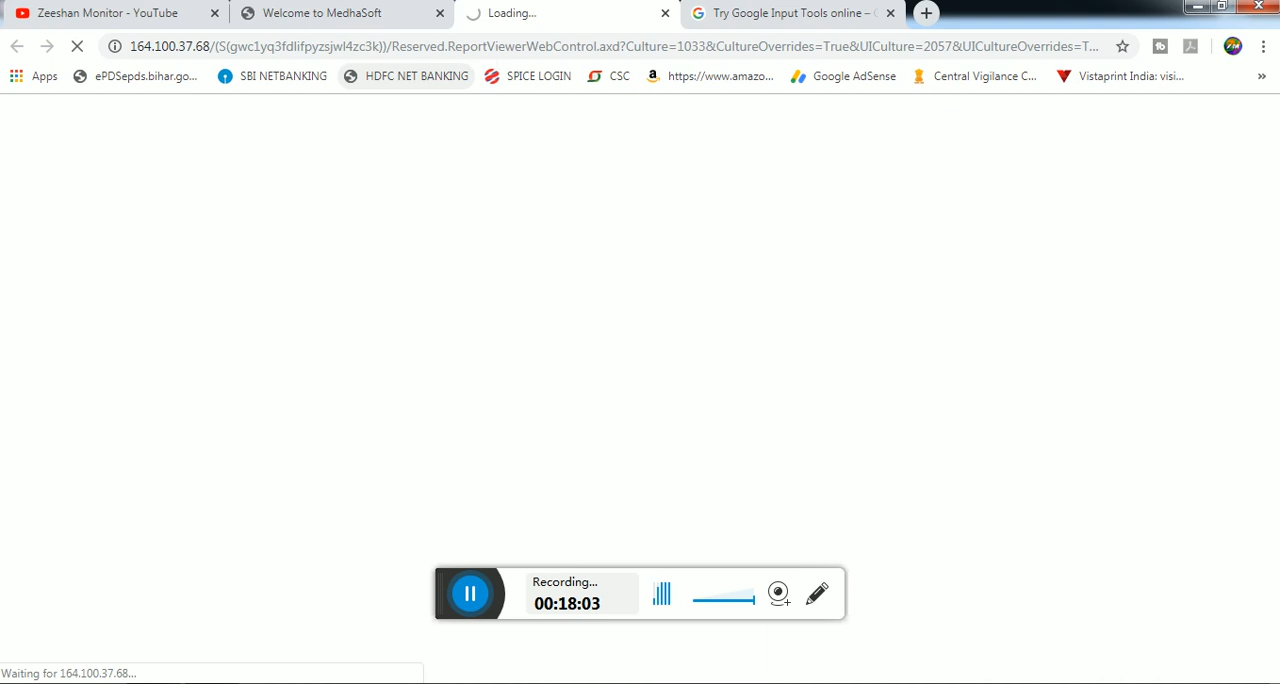 Zeeshan Monitor - YouTube
Welcome to MedhaSoft
Loading...
Try Google Input Tools online –
164.100.37.68/(S(gwc1yq3fdlifpyzsjwl4zc3k))/Reserved.ReportViewerWebControl.axd?Culture=1033&CultureOverrides=True&UICulture=2057&UICultureOverrides=T...
Apps
ePDSepds.bihar.go...
SBI NETBANKING
HDFC NET BANKING
SPICE LOGIN
CSC
https://www.amazo...
Google AdSense
Central Vigilance C...
Vistaprint India: visi...
»
Recording...
00:18:03
Waiting for 164.100.37.68...